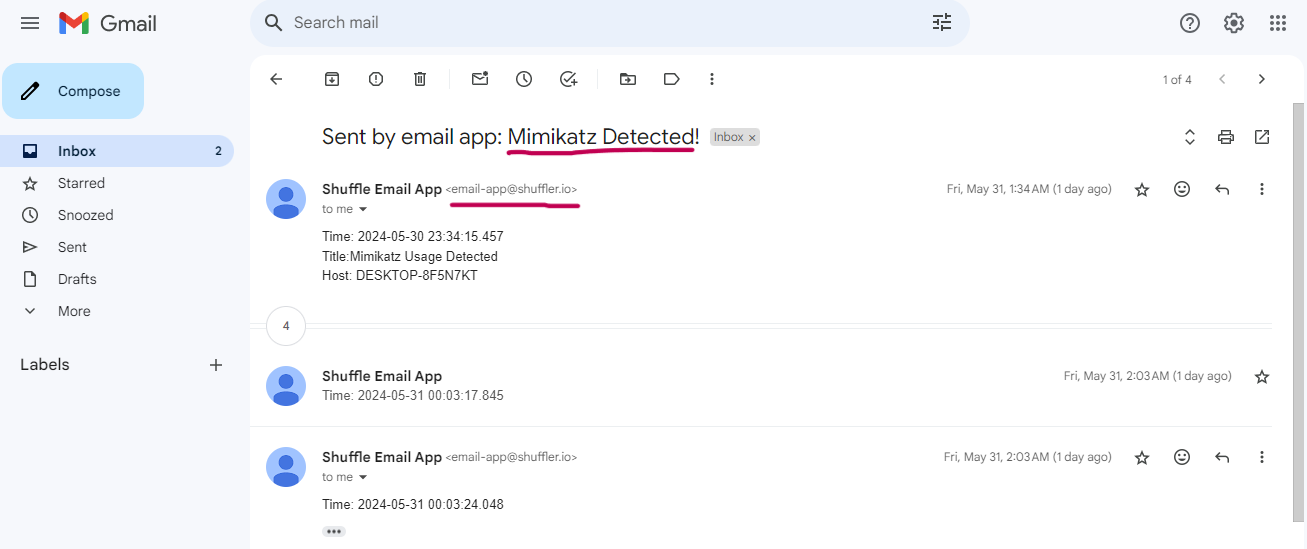 Gmail
Search mail
Compose
1 of 4
Inbox 2
Starred
Snoozed
Sent
Drafts
More
Labels
Sent by email app: Mimikatz Detected! Inbox ×
Shuffle Email App <email-app@shuffler.io> Fri, May 31, 1:34 AM (1 day ago)
to me
Time: 2024-05-30 23:34:15.457
Title:Mimikatz Usage Detected
Host: DESKTOP-8F5N7KT
4
Shuffle Email App Fri, May 31, 2:03 AM (1 day ago)
Time: 2024-05-31 00:03:17.845
Shuffle Email App <email-app@shuffler.io> Fri, May 31, 2:03 AM (1 day ago)
to me
Time: 2024-05-31 00:03:24.048